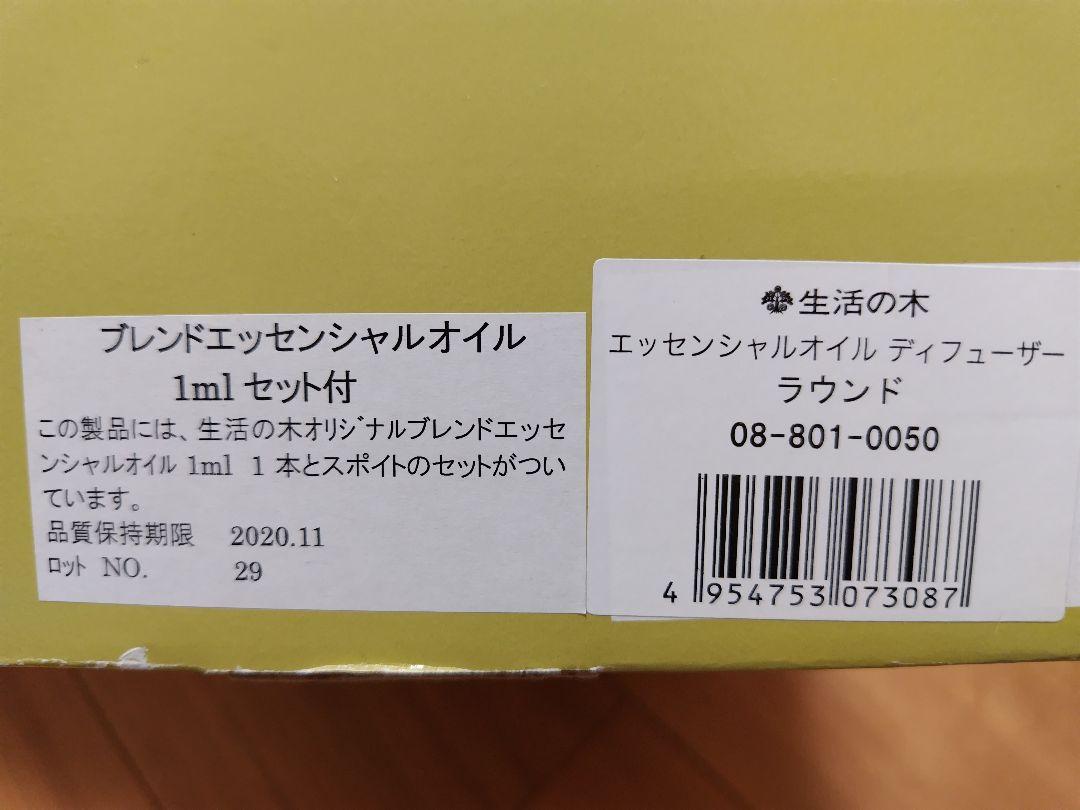 ブレンドエッセンシャルオイル
1ml セット付
この製品には、生活の木オリジナルブレンドエッセ
ンシャルオイル 1ml 1 本とスポイトのセットがつい
ています。
品質保持期限 2020.11
ロット NO. 29
生活の木
エッセンシャルオイル ディフューザー
ラウンド
08-801-0050
4 954753 073087